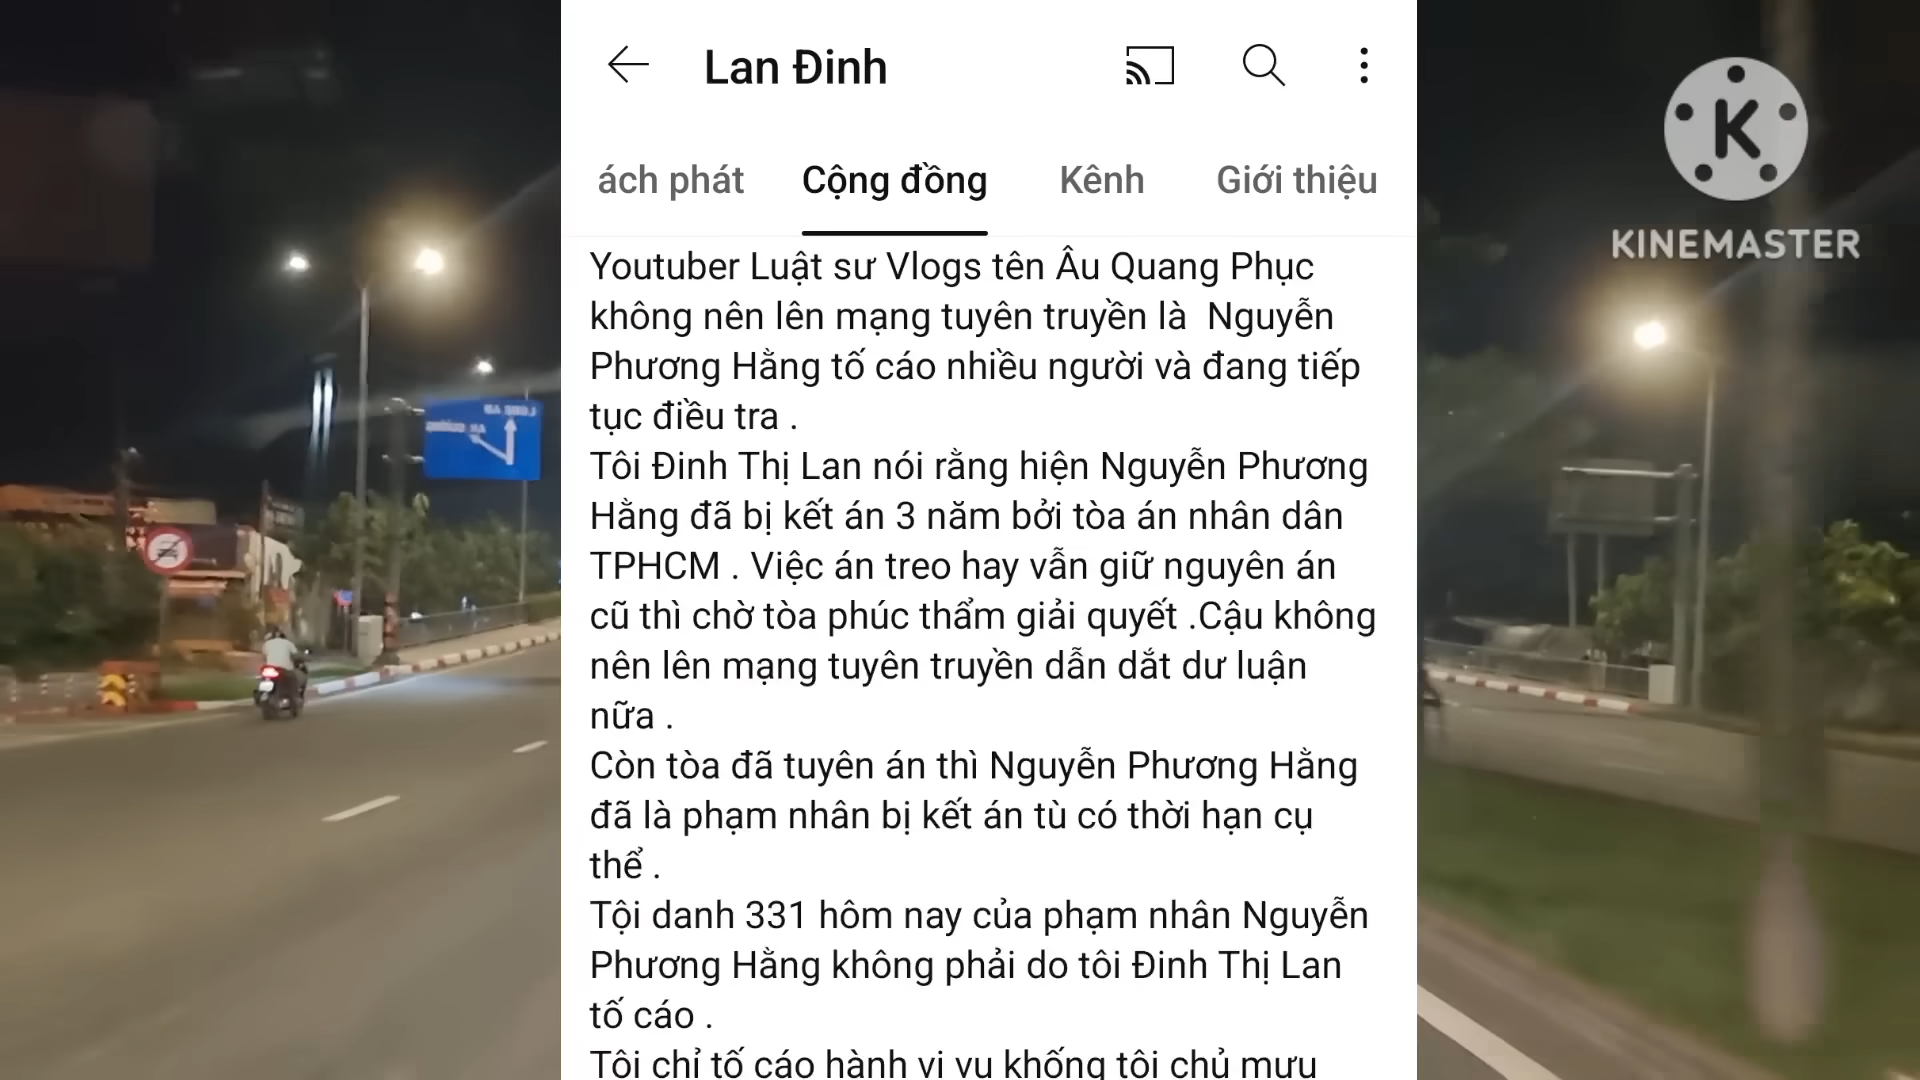 Lan Đinh
ách phát Cộng đồng Kênh Giới thiệu
KINEMASTER
Youtuber Luật sư Vlogs tên Âu Quang Phục
không nên lên mạng tuyên truyền là Nguyễn
Phương Hằng tố cáo nhiều người và đang tiếp
tục điều tra .
Tôi Đinh Thị Lan nói rằng hiện Nguyễn Phương
Hằng đã bị kết án 3 năm bởi tòa án nhân dân
TPHCM . Việc án treo hay vẫn giữ nguyên án
cũ thì chờ tòa phúc thẩm giải quyết .Cậu không
nên lên mạng tuyên truyền dẫn dắt dư luận
nữa .
Còn tòa đã tuyên án thì Nguyễn Phương Hằng
đã là phạm nhân bị kết án tù có thời hạn cụ
thể .
Tội danh 331 hôm nay của phạm nhân Nguyễn
Phương Hằng không phải do tôi Đinh Thị Lan
tố cáo .
Tôi chỉ tố cáo hành vi vu khống tôi chủ mưu